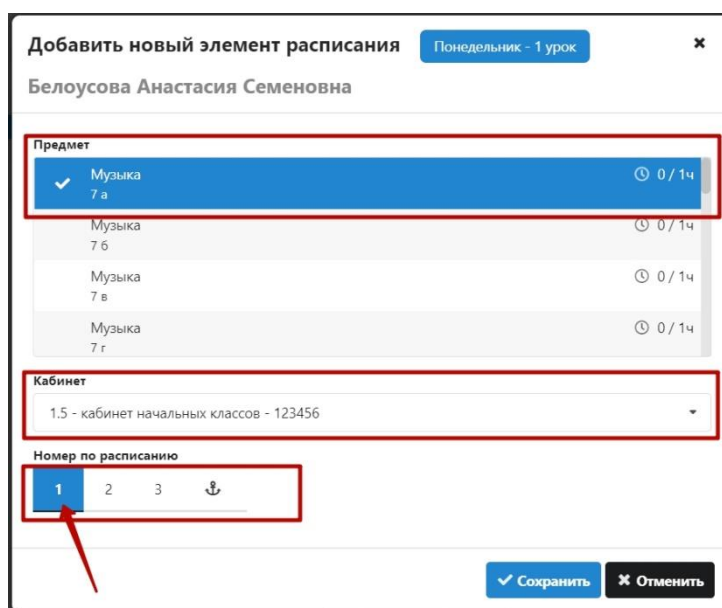 Добавить новый элемент расписания Понедельник - 1 урок
Белоусова Анастасия Семеновна
Предмет
Музыка 0 / 1ч
7 а
Музыка 0 / 1ч
7 б
Музыка 0 / 1ч
7 в
Музыка 0 / 1ч
7 г
Кабинет
1.5 - кабинет начальных классов - 123456
Номер по расписанию
1 2 3
Сохранить Отменить